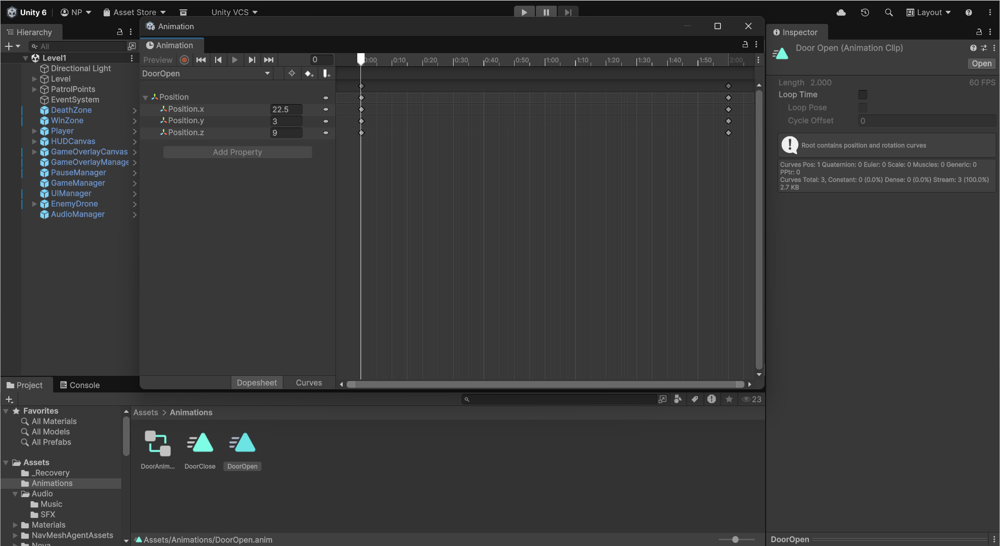 Unity 6
NP
Asset Store
Unity VCS
Layout
Hierarchy
All
Level1
Directional Light
Level
PatrolPoints
EventSystem
DeathZone
WinZone
Player
HUDCanvas
GameOverlayCanvas
GameOverlayManage
PauseManager
GameManager
UIManager
EnemyDrone
AudioManager
Animation
Animation
Preview
0
0:00 0:10 0:20 0:30 0:40 0:50 1:00 1:10 1:20 1:30 1:40 1:50 2:00
DoorOpen
Position
Position.x 22.5
Position.y 3
Position.z 9
Add Property
Dopesheet Curves
Inspector
Door Open (Animation Clip)
Open
Length 2.000 60 FPS
Loop Time
Loop Pose
Cycle Offset 0
Root contains position and rotation curves
Curves Pos: 1 Quaternion: 0 Euler: 0 Scale: 0 Muscles: 0 Generic: 0
PPtr: 0
Curves Total: 3, Constant: 0 (0.0%) Dense: 0 (0.0%) Stream: 3 (100.0%)
2.7 KB
Project
Console
23
Favorites
All Materials
All Models
All Prefabs
Assets
_Recovery
Animations
Audio
Music
SFX
Materials
NavMeshAgentAssets
Nova
Assets > Animations
DoorAnim...
DoorClose
DoorOpen
Assets/Animations/DoorOpen.anim
DoorOpen